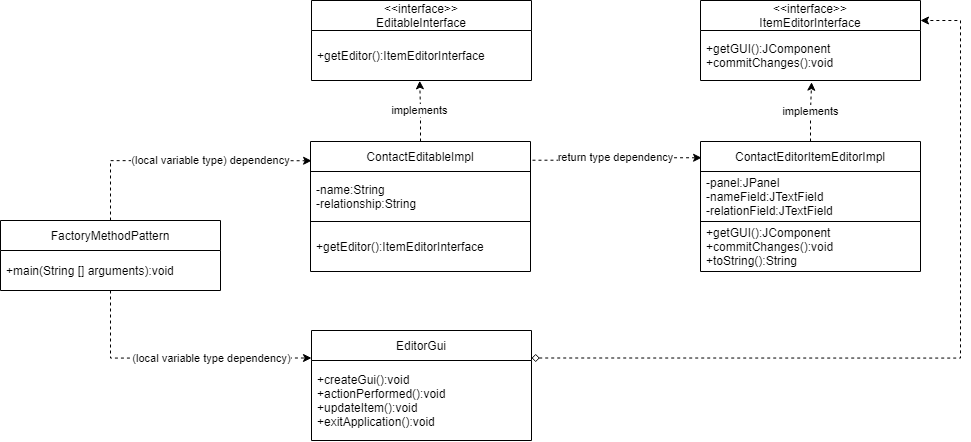 <<interface>>
EditableInterface
+getEditor():ItemEditorInterface
<<interface>>
ItemEditorInterface
+getGUI():JComponent
+commitChanges():void
implements
implements
(local variable type) dependency)
ContactEditableImpl
-name:String
-relationship:String
+getEditor():ItemEditorInterface
return type dependency
ContactEditorItemEditorImpl
-panel:JPanel
-nameField:JTextField
-relationField:JTextField
+getGUI():JComponent
+commitChanges():void
+toString():String
FactoryMethodPattern
+main(String [] arguments):void
(local variable type dependency)
EditorGui
+createGui():void
+actionPerformed():void
+updateItem():void
+exitApplication():void